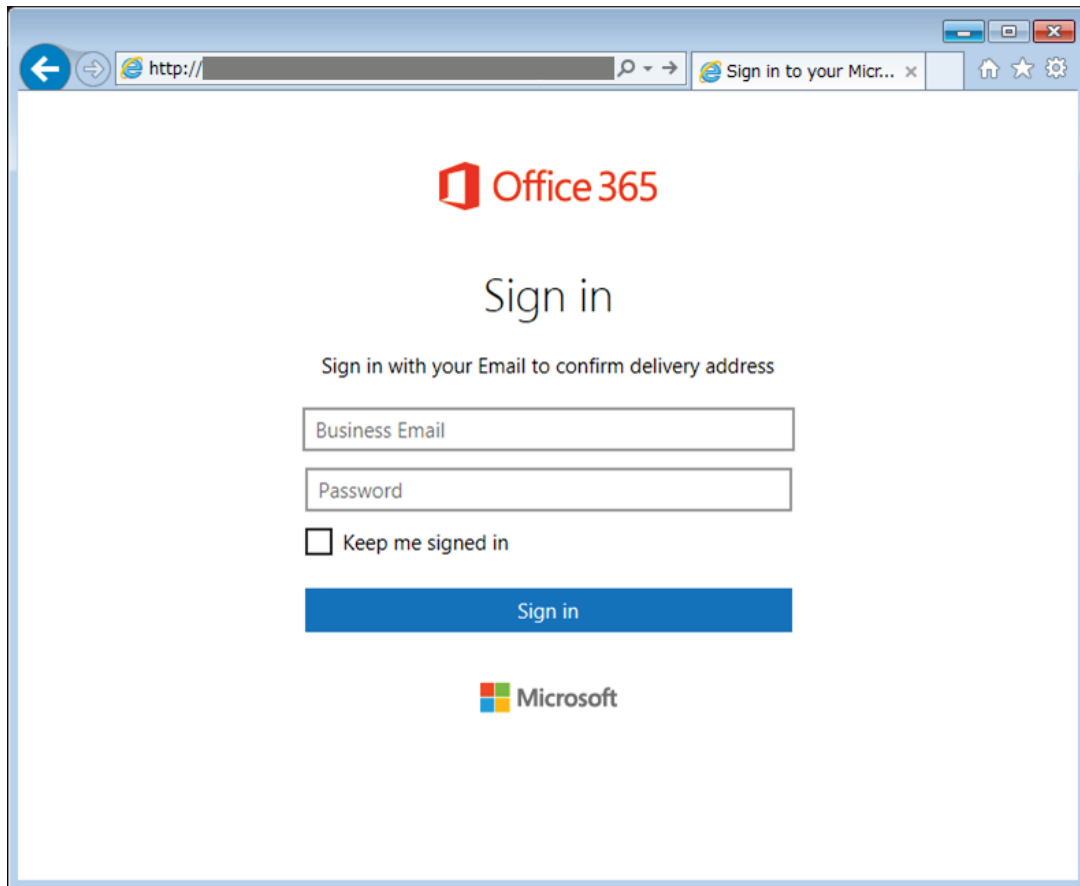 http://
Sign in to your Micr...
Office 365
Sign in
Sign in with your Email to confirm delivery address
Business Email
Password
Keep me signed in
Sign in
Microsoft